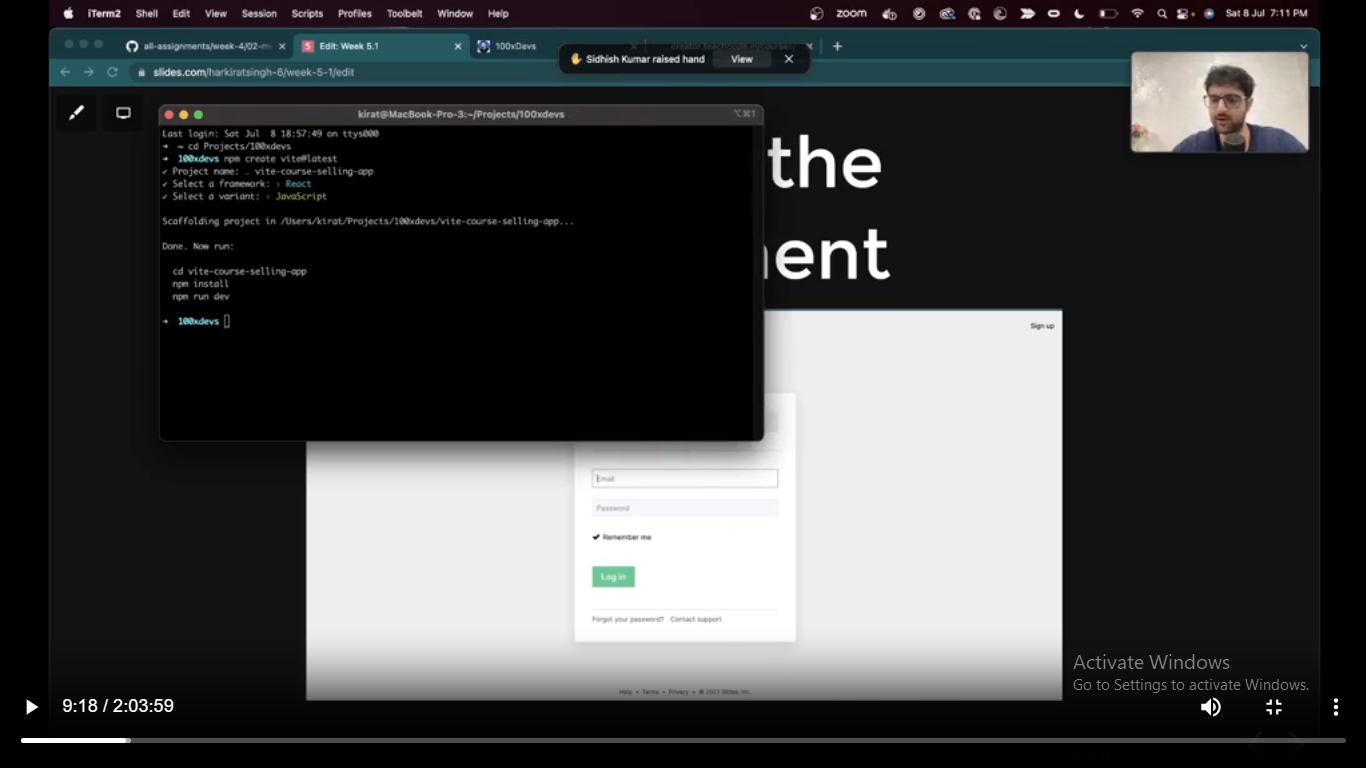 iTerm2 Shell Edit View Session Scripts Profiles Toolbelt Window Help zoom Sat 8 Jul 7:11 PM
all-assignments/week-4/02-m Edit: Week 5.1 100xDevs
Sidhish Kumar raised hand View
slides.com/harkiratsingh-6/week-5-1/edit
kirat@MacBook-Pro-3:~/Projects/100xdevs ⌥⌘1
Last login: Sat Jul 8 18:57:49 on ttys000
→ ~ cd Projects/100xdevs
→ 100xdevs npm create vite@latest
✔ Project name: … vite-course-selling-app
✔ Select a framework: › React
✔ Select a variant: › JavaScript
Scaffolding project in /Users/kirat/Projects/100xdevs/vite-course-selling-app...
Done. Now run:
cd vite-course-selling-app
npm install
npm run dev
→ 100xdevs
the
ent
Sign up
Email
Password
Remember me
Log in
Forgot your password? Contact support
Help • Terms • Privacy • © 2023 Slides, Inc.
Activate Windows
Go to Settings to activate Windows.
9:18 / 2:03:59